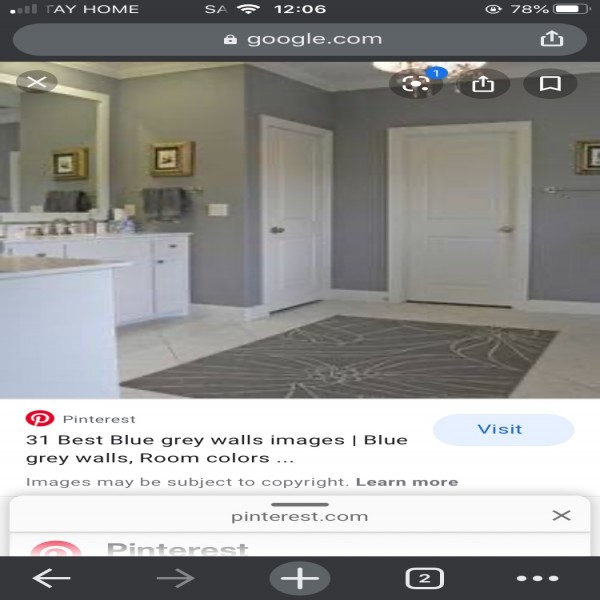 TAY HOME SA 12:06 78%
google.com
1
Pinterest
31 Best Blue grey walls images | Blue
grey walls, Room colors ...
Visit
Images may be subject to copyright. Learn more
pinterest.com
Pinterest
2